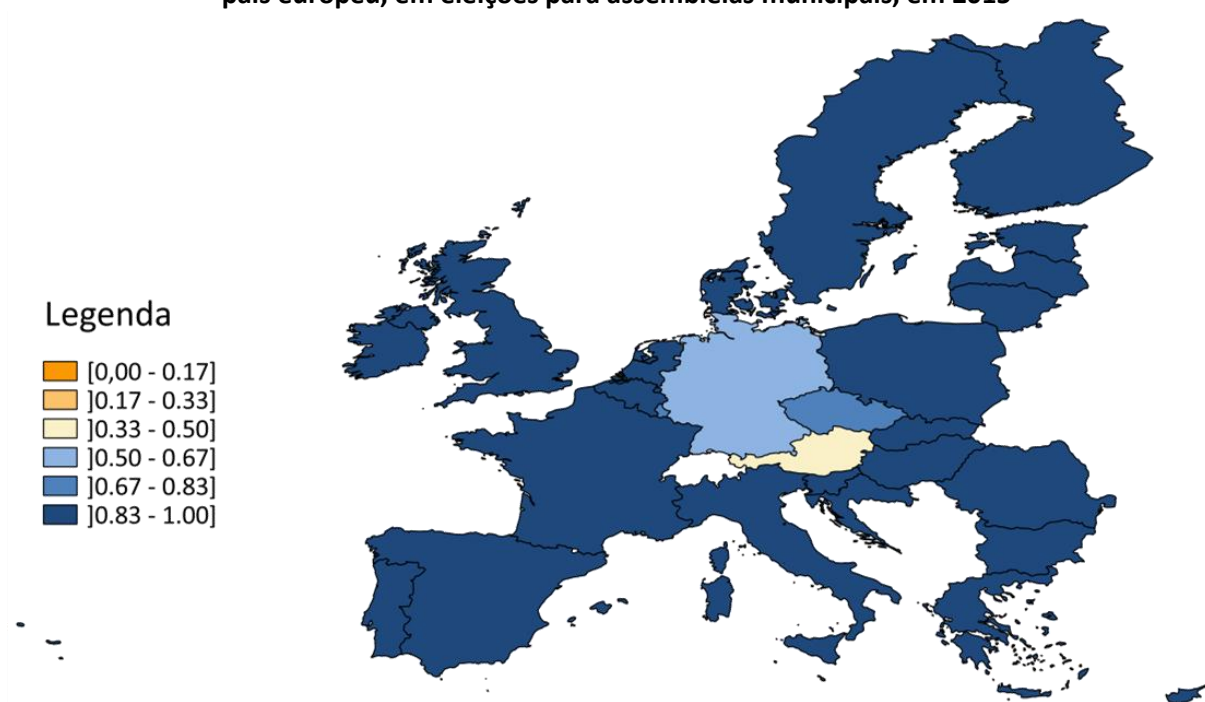 país europeu, em eleições para assembleias municipais, em 2013
Legenda
[0,00 - 0.17]
]0.17 - 0.33]
]0.33 - 0.50]
]0.50 - 0.67]
]0.67 - 0.83]
]0.83 - 1.00]